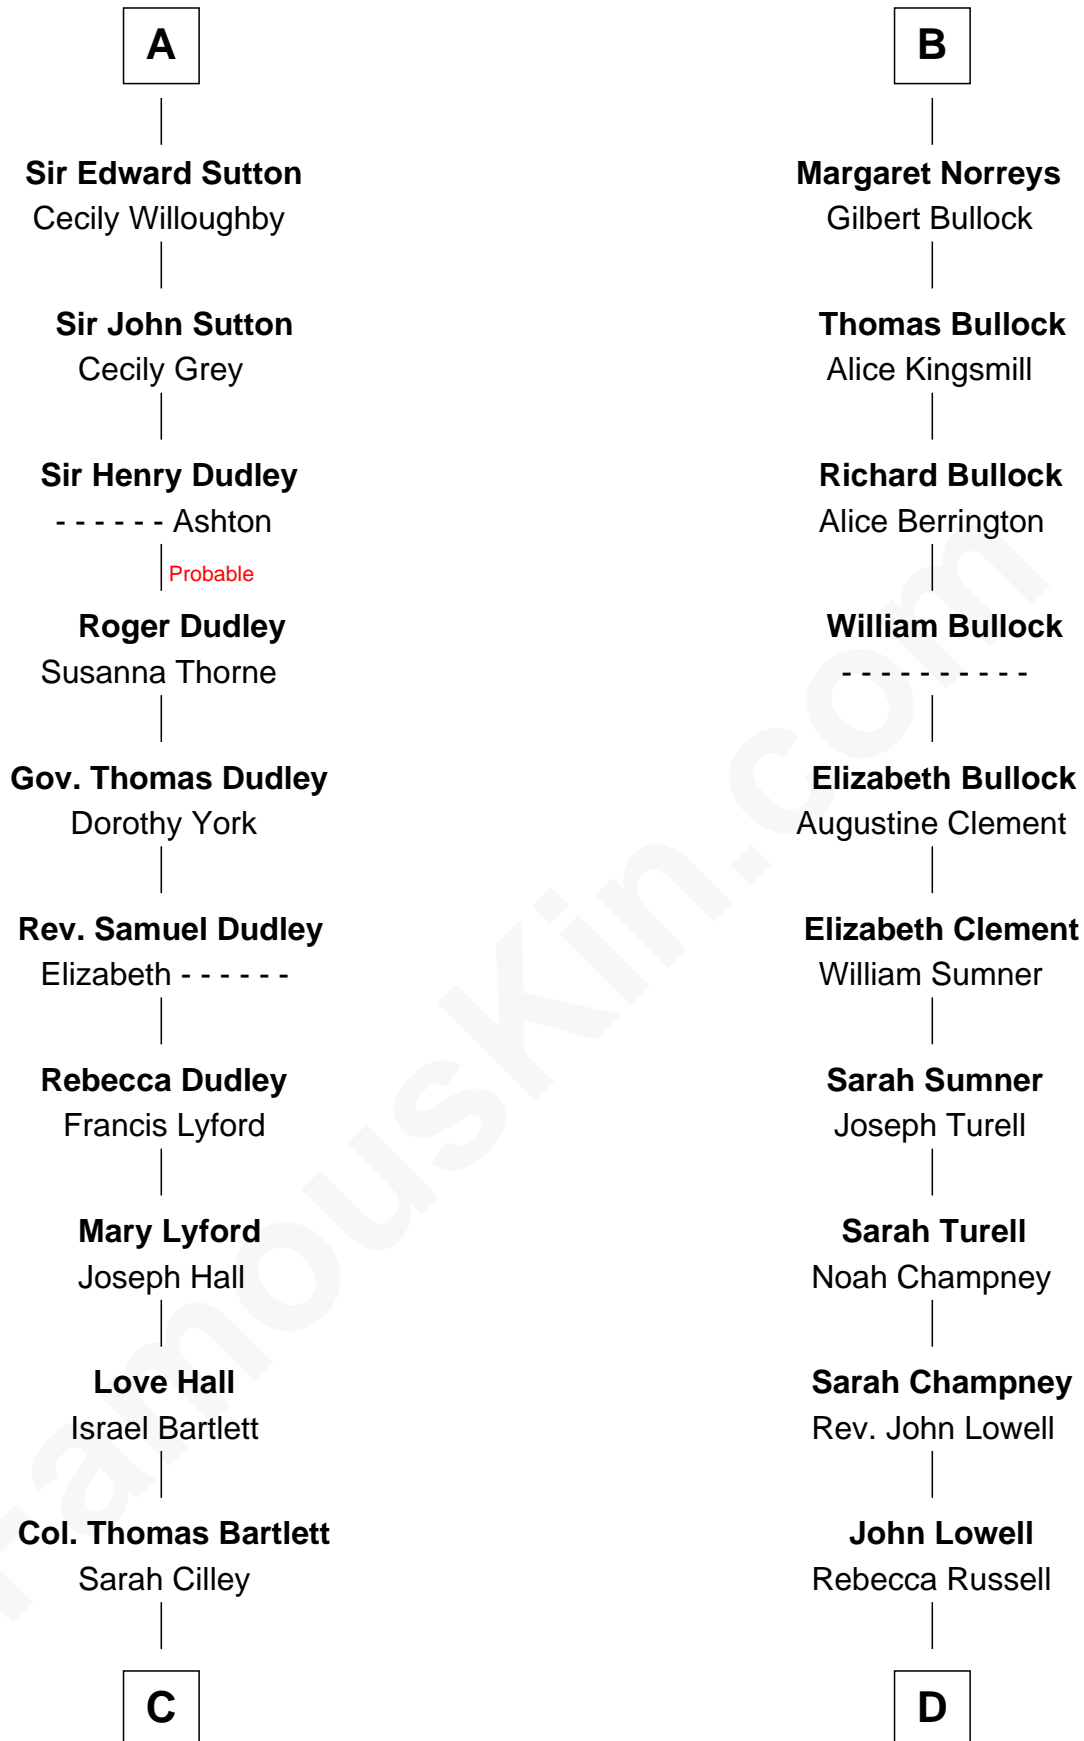 A
Sir Edward Sutton
Cecily Willoughby
Sir John Sutton
Cecily Grey
Sir Henry Dudley
- - - - - - Ashton
Probable
Roger Dudley
Susanna Thorne
Gov. Thomas Dudley
Dorothy York
Rev. Samuel Dudley
Elizabeth - - - - - -
Rebecca Dudley
Francis Lyford
Mary Lyford
Joseph Hall
Love Hall
Israel Bartlett
Col. Thomas Bartlett
Sarah Cilley
C
B
Margaret Norreys
Gilbert Bullock
Thomas Bullock
Alice Kingsmill
Richard Bullock
Alice Berrington
William Bullock
- - - - - - - - - -
Elizabeth Bullock
Augustine Clement
Elizabeth Clement
William Sumner
Sarah Sumner
Joseph Turell
Sarah Turell
Noah Champney
Sarah Champney
Rev. John Lowell
John Lowell
Rebecca Russell
D
FamousKin.com